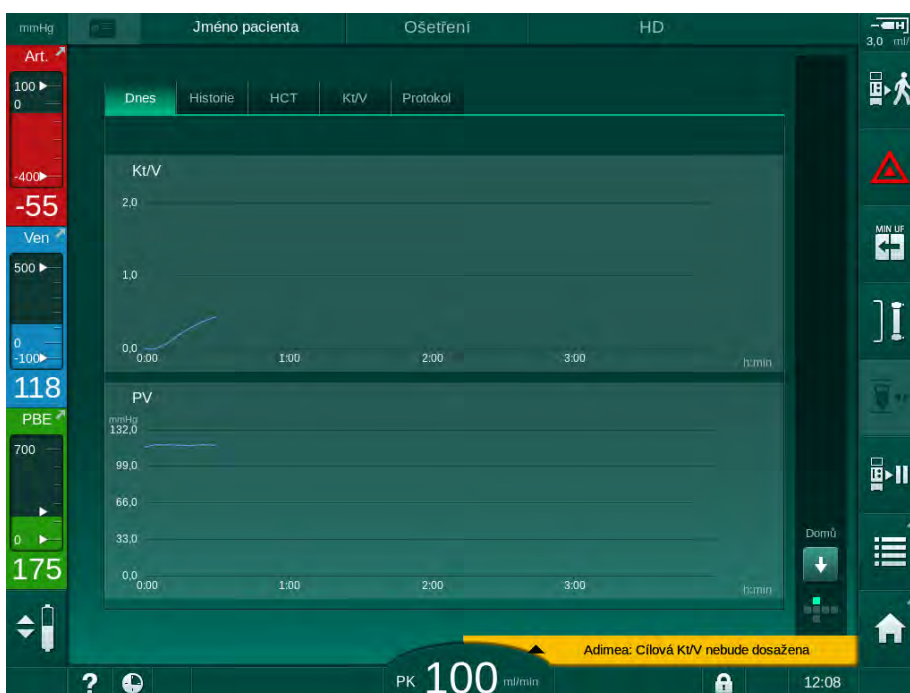 mmHg
Jméno pacienta
Ošetření
HD
3,0 ml/
Art.
100
0
-400
-55
Ven
500
0
-100
118
PBE
700
0
175
Dnes
Historie
HCT
Kt/V
Protokol
Kt/V
2,0
1,0
0,0
0:00
1:00
2:00
3:00
h:min
PV
mmHg
132,0
99,0
66,0
33,0
0,0
0:00
1:00
2:00
3:00
h:min
MIN UF
Domů
Adimea: Cílová Kt/V nebude dosažena
?
PK 100 ml/min
12:08